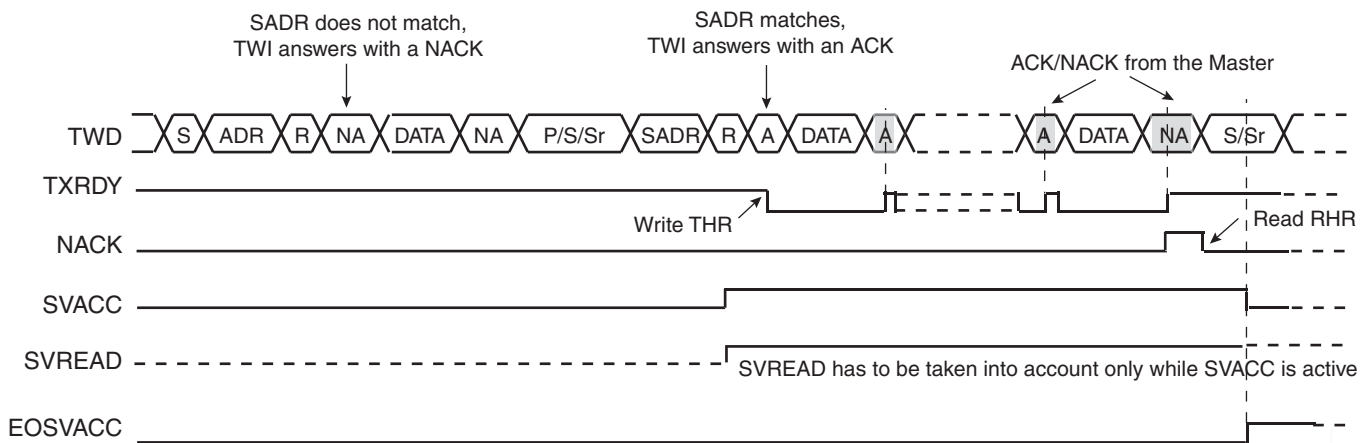 SADR does not match,
TWI answers with a NACK
SADR matches,
TWI answers with an ACK
ACK/NACK from the Master
TWD S ADR R NA DATA NA P/S/Sr SADR R A DATA A A DATA NA S/Sr
TXRDY
Write THR
Read RHR
NACK
SVACC
SVREAD
SVREAD has to be taken into account only while SVACC is active
EOSVACC